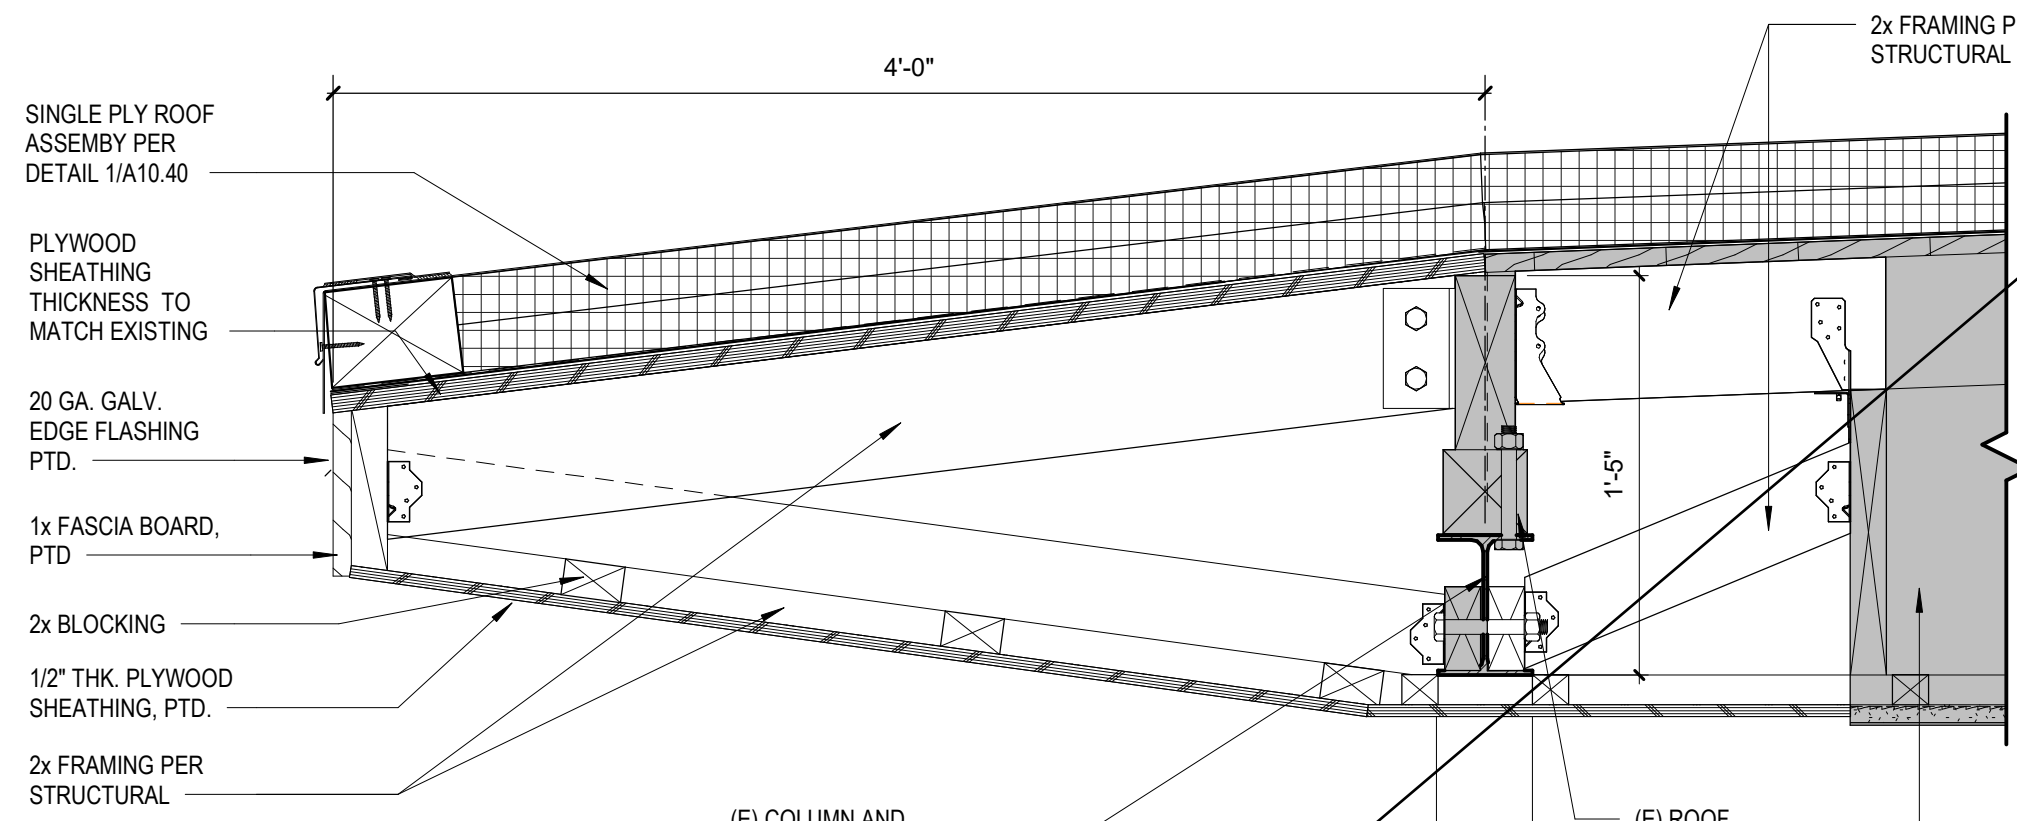 4'-0"
2x FRAMING P
STRUCTURAL
SINGLE PLY ROOF
ASSEMBY PER
DETAIL 1/A10.40
PLYWOOD
SHEATHING
THICKNESS TO
MATCH EXISTING
20 GA. GALV.
EDGE FLASHING
PTD.
1x FASCIA BOARD,
PTD
2x BLOCKING
1/2" THK. PLYWOOD
SHEATHING, PTD.
2x FRAMING PER
STRUCTURAL
1'-5"
(E) COLUMN AND
(E) ROOF